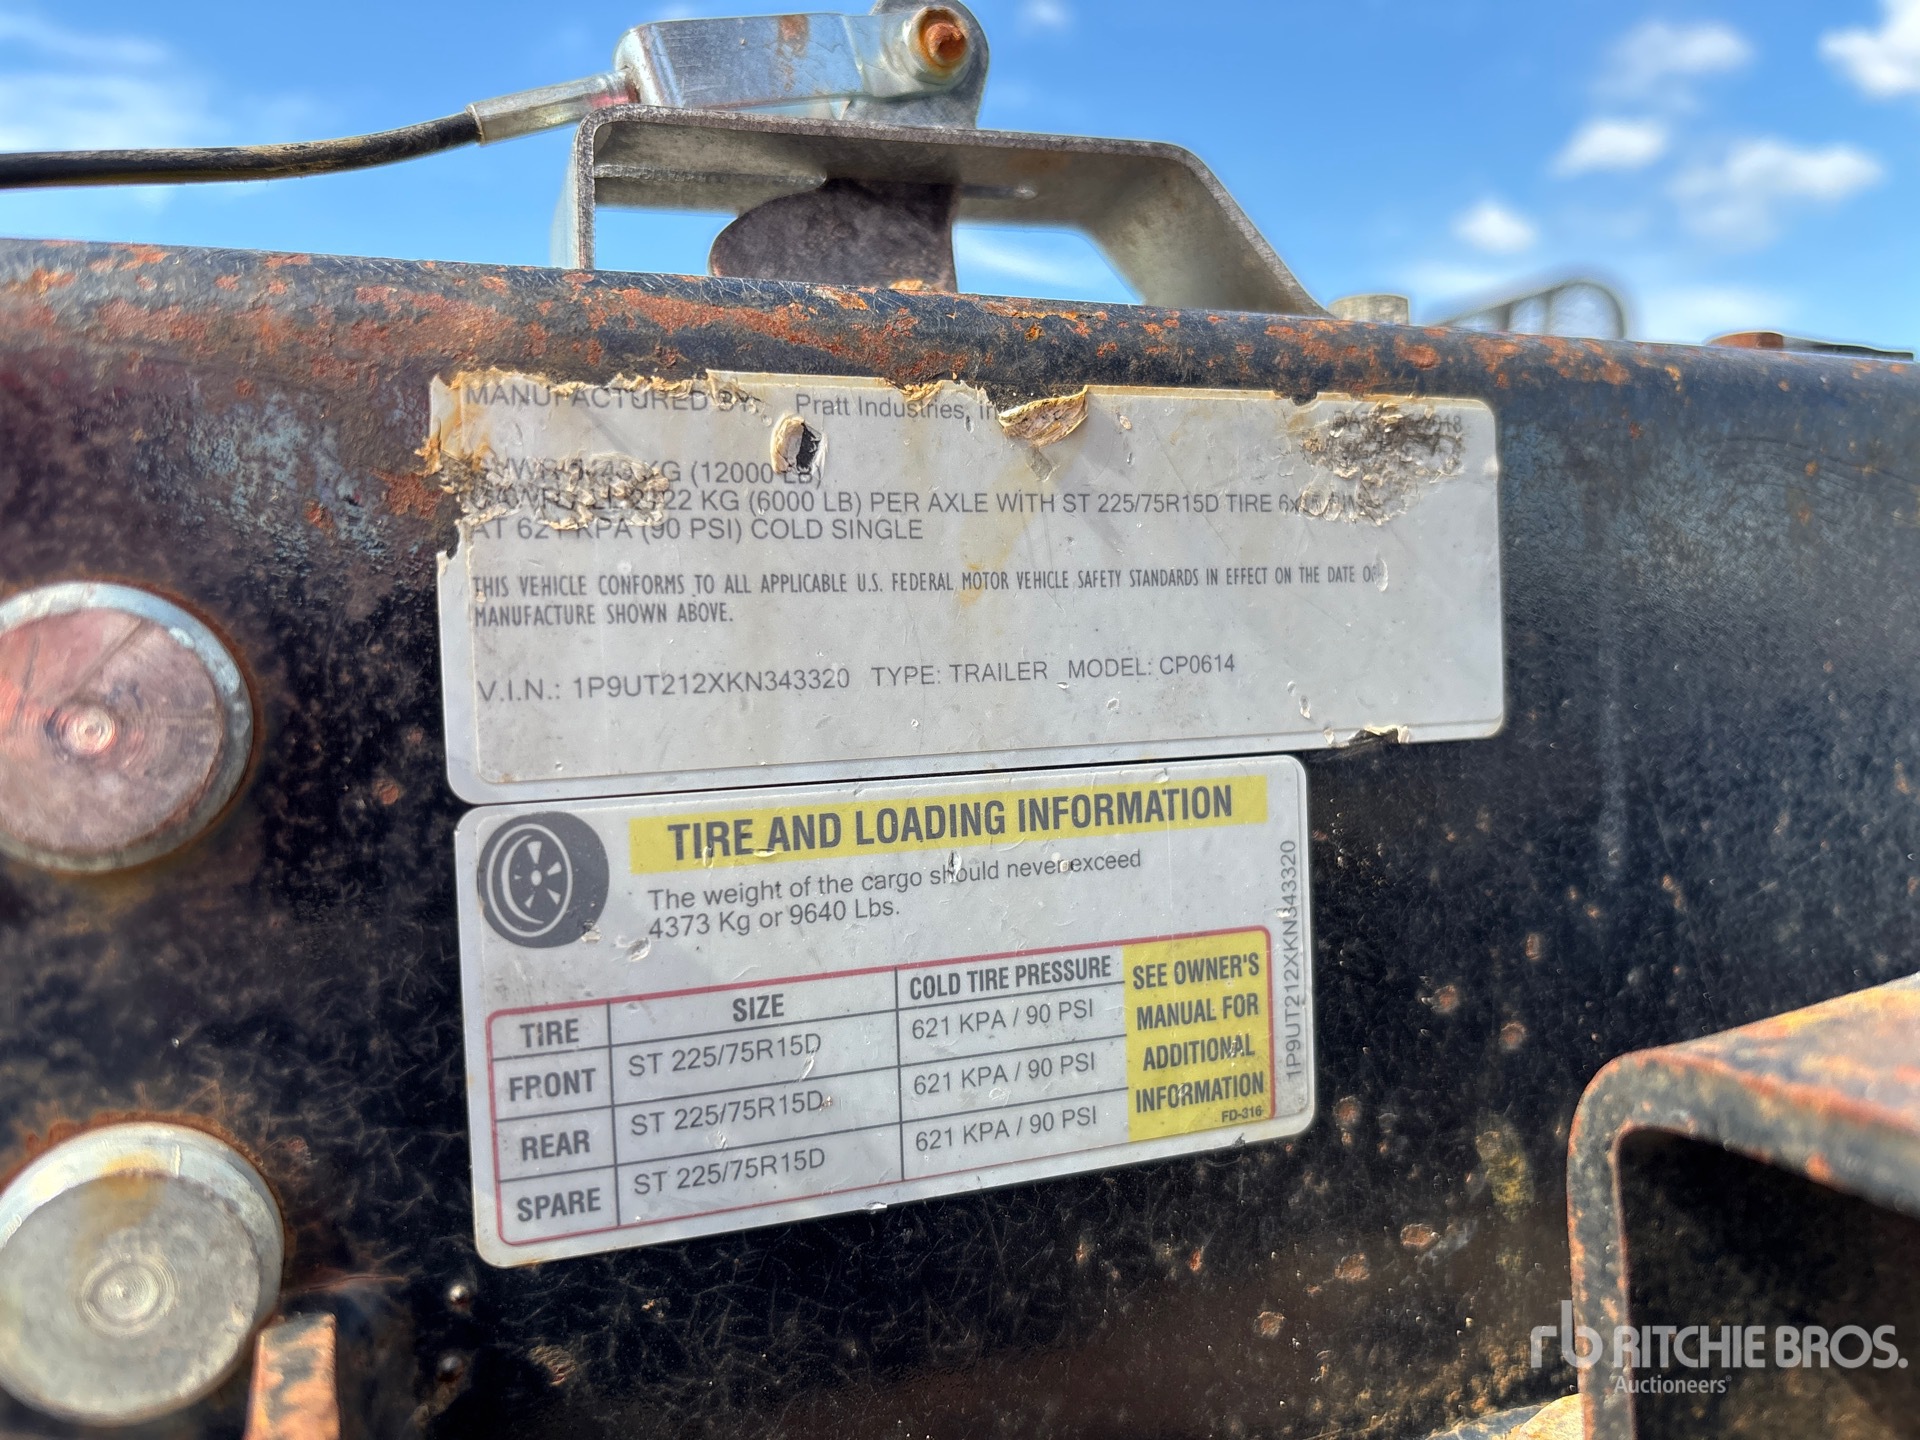 MANUFACTURED BY: Pratt Industries,
KG (12000 LB)
KG (6000 LB) PER AXLE WITH ST 225/75R15D TIRE
AT 621 KPA (90 PSI) COLD SINGLE
THIS VEHICLE CONFORMS TO ALL APPLICABLE U.S. FEDERAL MOTOR VEHICLE SAFETY STANDARDS IN EFFECT ON THE DATE OF
MANUFACTURE SHOWN ABOVE.
V.I.N.: 1P9UT212XKN343320 TYPE: TRAILER MODEL: CP0614
TIRE AND LOADING INFORMATION
The weight of the cargo should never exceed
4373 Kg or 9640 Lbs.
TIRE SIZE COLD TIRE PRESSURE
FRONT ST 225/75R15D 621 KPA / 90 PSI
REAR ST 225/75R15D 621 KPA / 90 PSI
SPARE ST 225/75R15D 621 KPA / 90 PSI
SEE OWNER'S
MANUAL FOR
ADDITIONAL
INFORMATION
FD-316
1P9UT212XKN343320
rb RITCHIE BROS.
Auctioneers